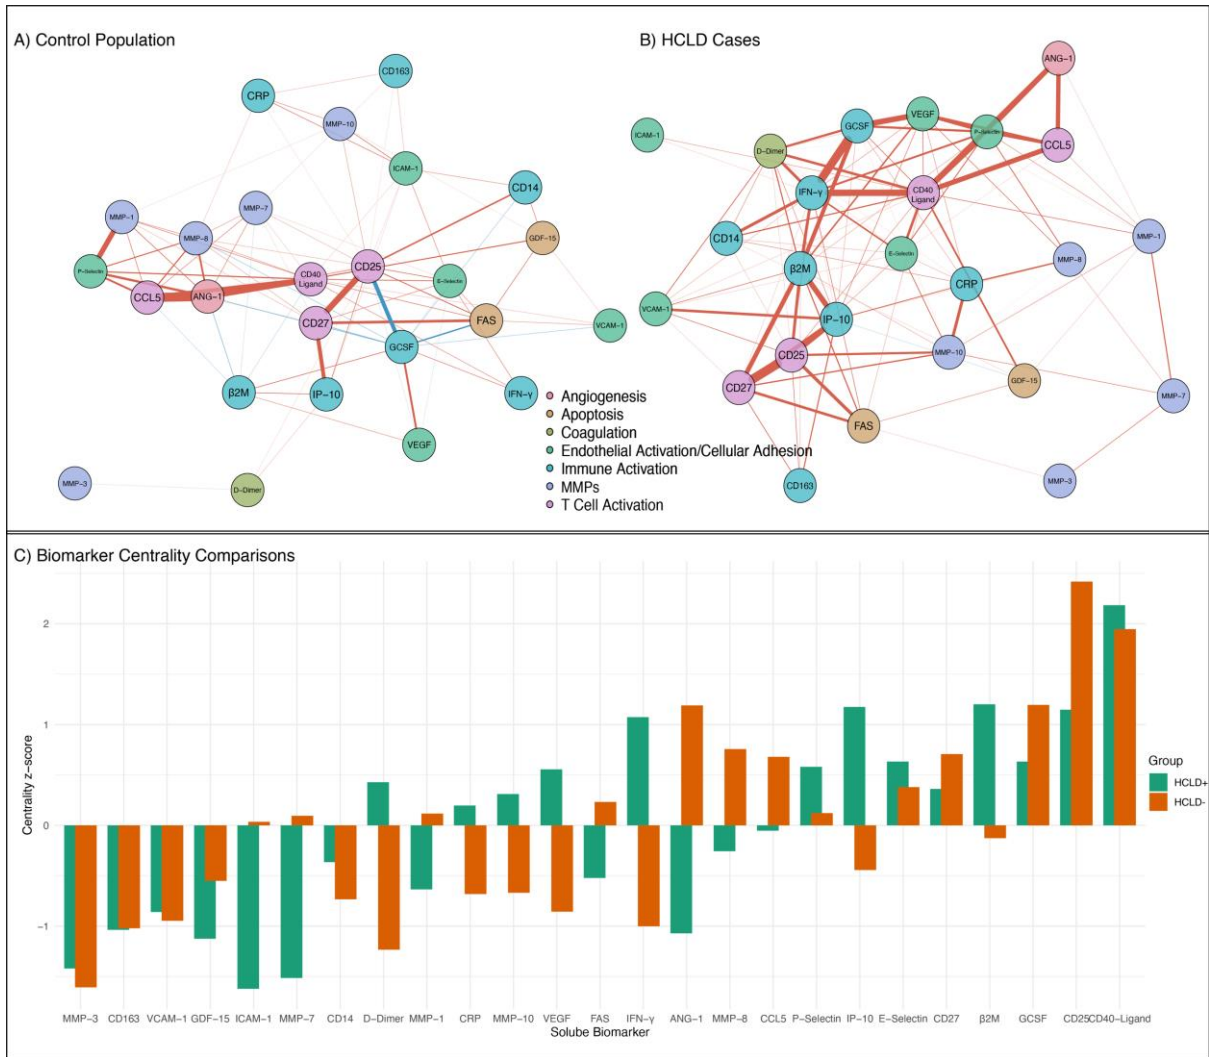 A) Control Population
CD163
CRP
MMP-10
ICAM-1
CD14
MMP-7
MMP-1
MMP-8
GDF-15
P-Selectin
CD25
CD40
Ligand
E-Selectin
CCL5
ANG-1
CD27
FAS
VCAM-1
GCSF
β2M
IP-10
IFN-γ
VEGF
MMP-3
D-Dimer
Angiogenesis
Apoptosis
Coagulation
Endothelial Activation/Cellular Adhesion
Immune Activation
MMPs
T Cell Activation
B) HCLD Cases
ANG-1
VEGF
GCSF
P-Selectin
ICAM-1
D-Dimer
CCL5
IFN-γ
CD40
Ligand
CD14
MMP-1
E-Selectin
MMP-8
β2M
CRP
VCAM-1
IP-10
CD25
MMP-10
CD27
GDF-15
MMP-7
FAS
CD163
MMP-3
C) Biomarker Centrality Comparisons
Centrality z-score
2
1
0
-1
Group
HCLD+
HCLD-
MMP-3 CD163 VCAM-1 GDF-15 ICAM-1 MMP-7 CD14 D-Dimer MMP-1 CRP MMP-10 VEGF FAS IFN-γ ANG-1 MMP-8 CCL5 P-Selectin IP-10 E-Selectin CD27 β2M GCSF CD25 CD40-Ligand
Solube Biomarker